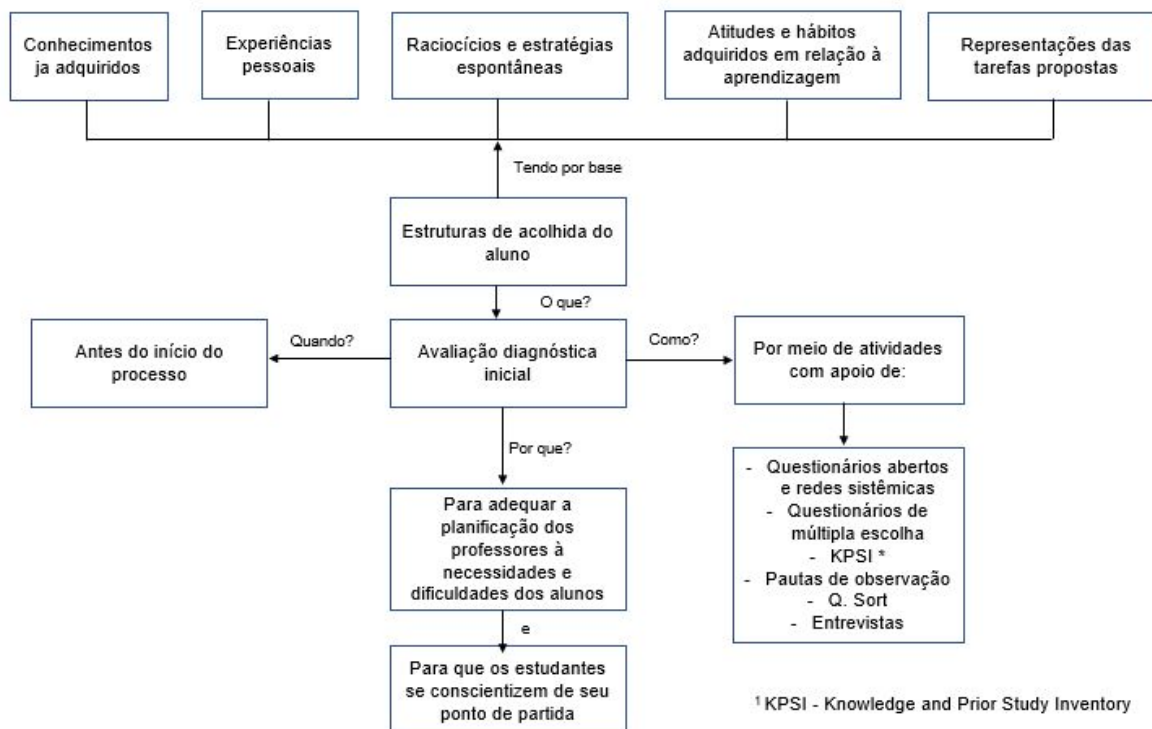 Conhecimentos
ja adquiridos
Experiências
pessoais
Raciocícios e estratégias
espontâneas
Atitudes e hábitos
adquiridos em relação à
aprendizagem
Representações das
tarefas propostas
Tendo por base
Estruturas de acolhida do
aluno
O que?
Antes do início do
processo
Quando?
Avaliação diagnóstica
inicial
Como?
Por meio de atividades
com apoio de:
Por que?
Para adequar a
planificação dos
professores à
necessidades e
dificuldades dos alunos
- Questionários abertos
e redes sistêmicas
- Questionários de
múltipla escolha
- KPSI *
- Pautas de observação
- Q. Sort
- Entrevistas
e
Para que os estudantes
se conscientizem de seu
ponto de partida
¹ KPSI - Knowledge and Prior Study Inventory